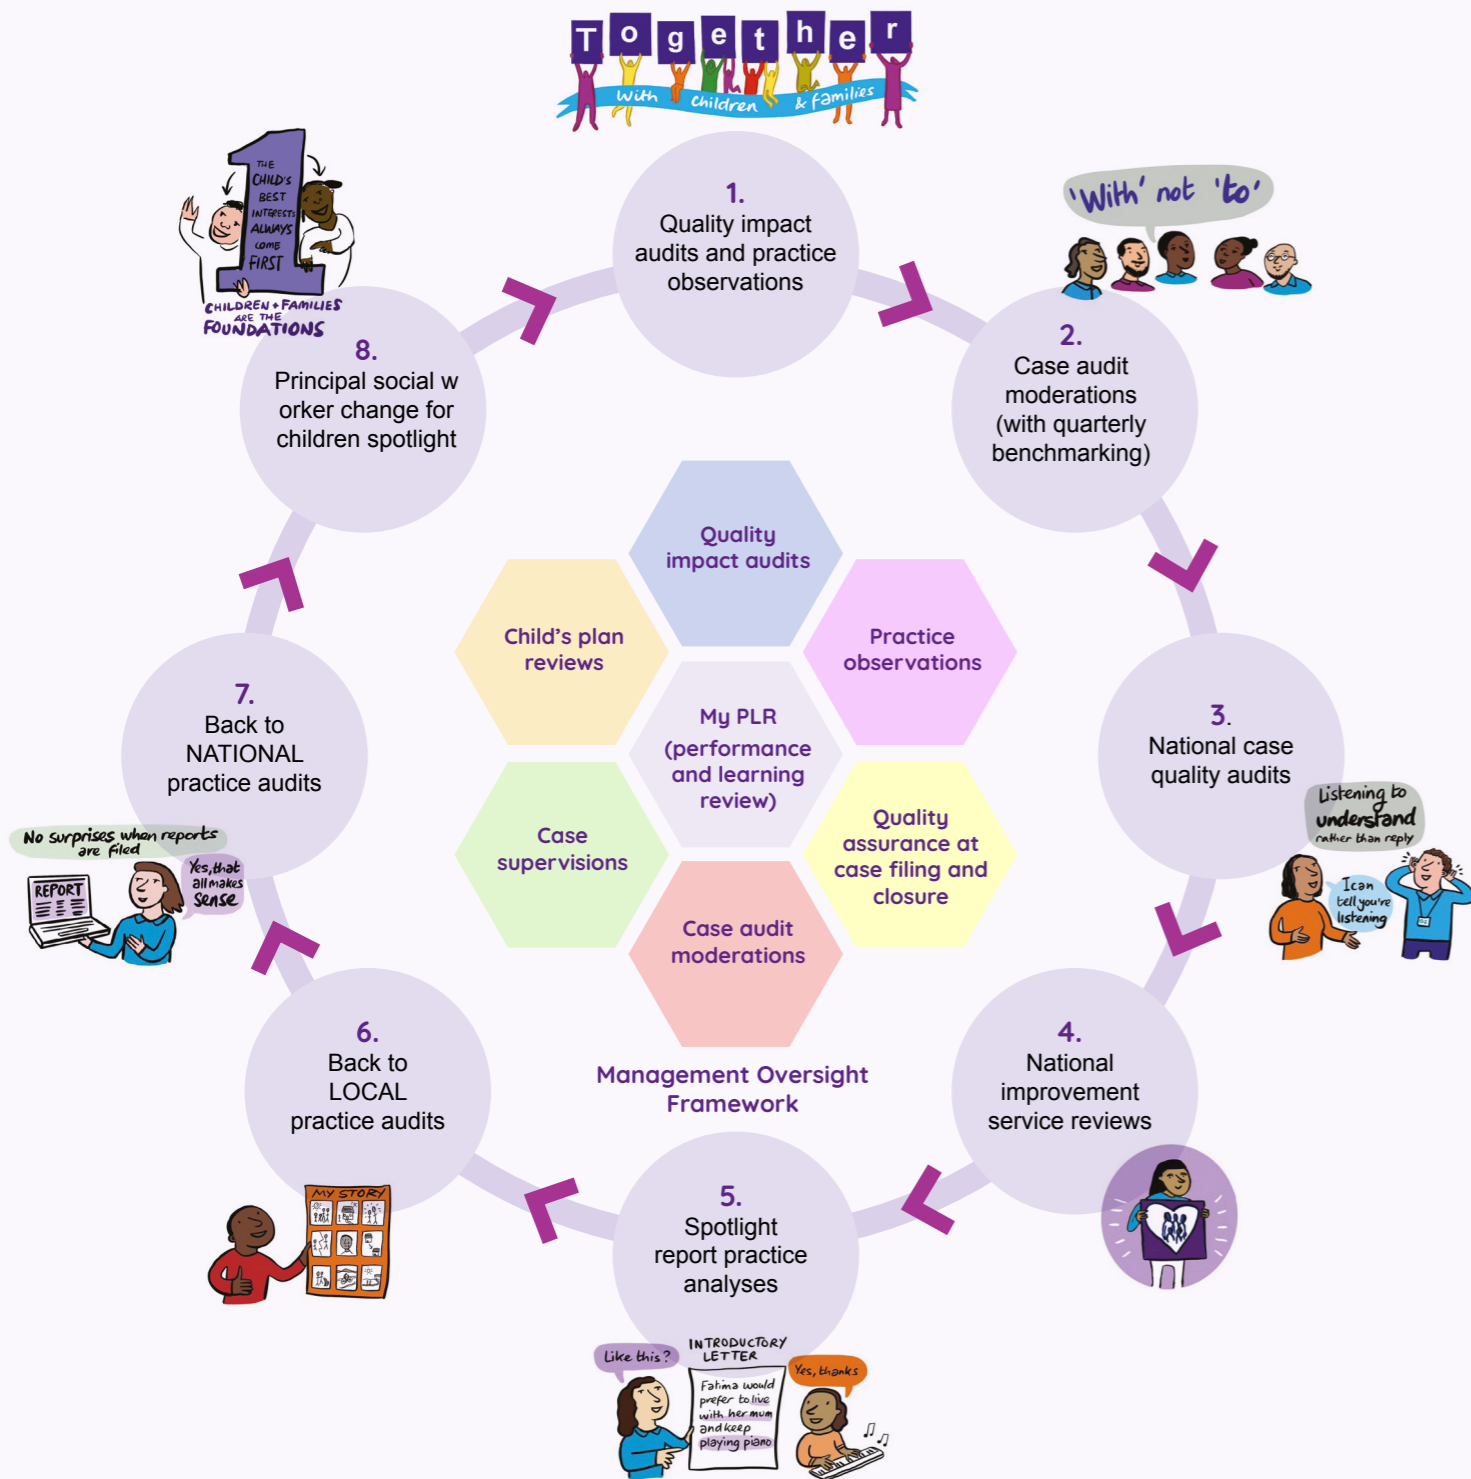 Together
with children & families
THE
CHILD'S
BEST
INTERESTS
ALWAYS
COME
FIRST
CHILDREN + FAMILIES
ARE THE
FOUNDATIONS
1.
Quality impact
audits and practice
observations
'With' not 'to'
2.
Case audit
moderations
(with quarterly
benchmarking)
3.
National case
quality audits
Listening to
understand
rather than reply
I can
tell you're
listening
4.
National
improvement
service reviews
5.
Spotlight
report practice
analyses
Like this?
INTRODUCTORY
LETTER
Fatima would
prefer to live
with her mum
and keep
playing piano
Yes, thanks
6.
Back to
LOCAL
practice audits
MY STORY
7.
Back to
NATIONAL
practice audits
No surprises when reports
are filed
REPORT
Yes, that
all makes
sense
8.
Principal social w
orker change for
children spotlight
Quality
impact audits
Practice
observations
Quality
assurance at
case filing and
closure
Case audit
moderations
Case
supervisions
Child's plan
reviews
My PLR
(performance
and learning
review)
Management Oversight
Framework